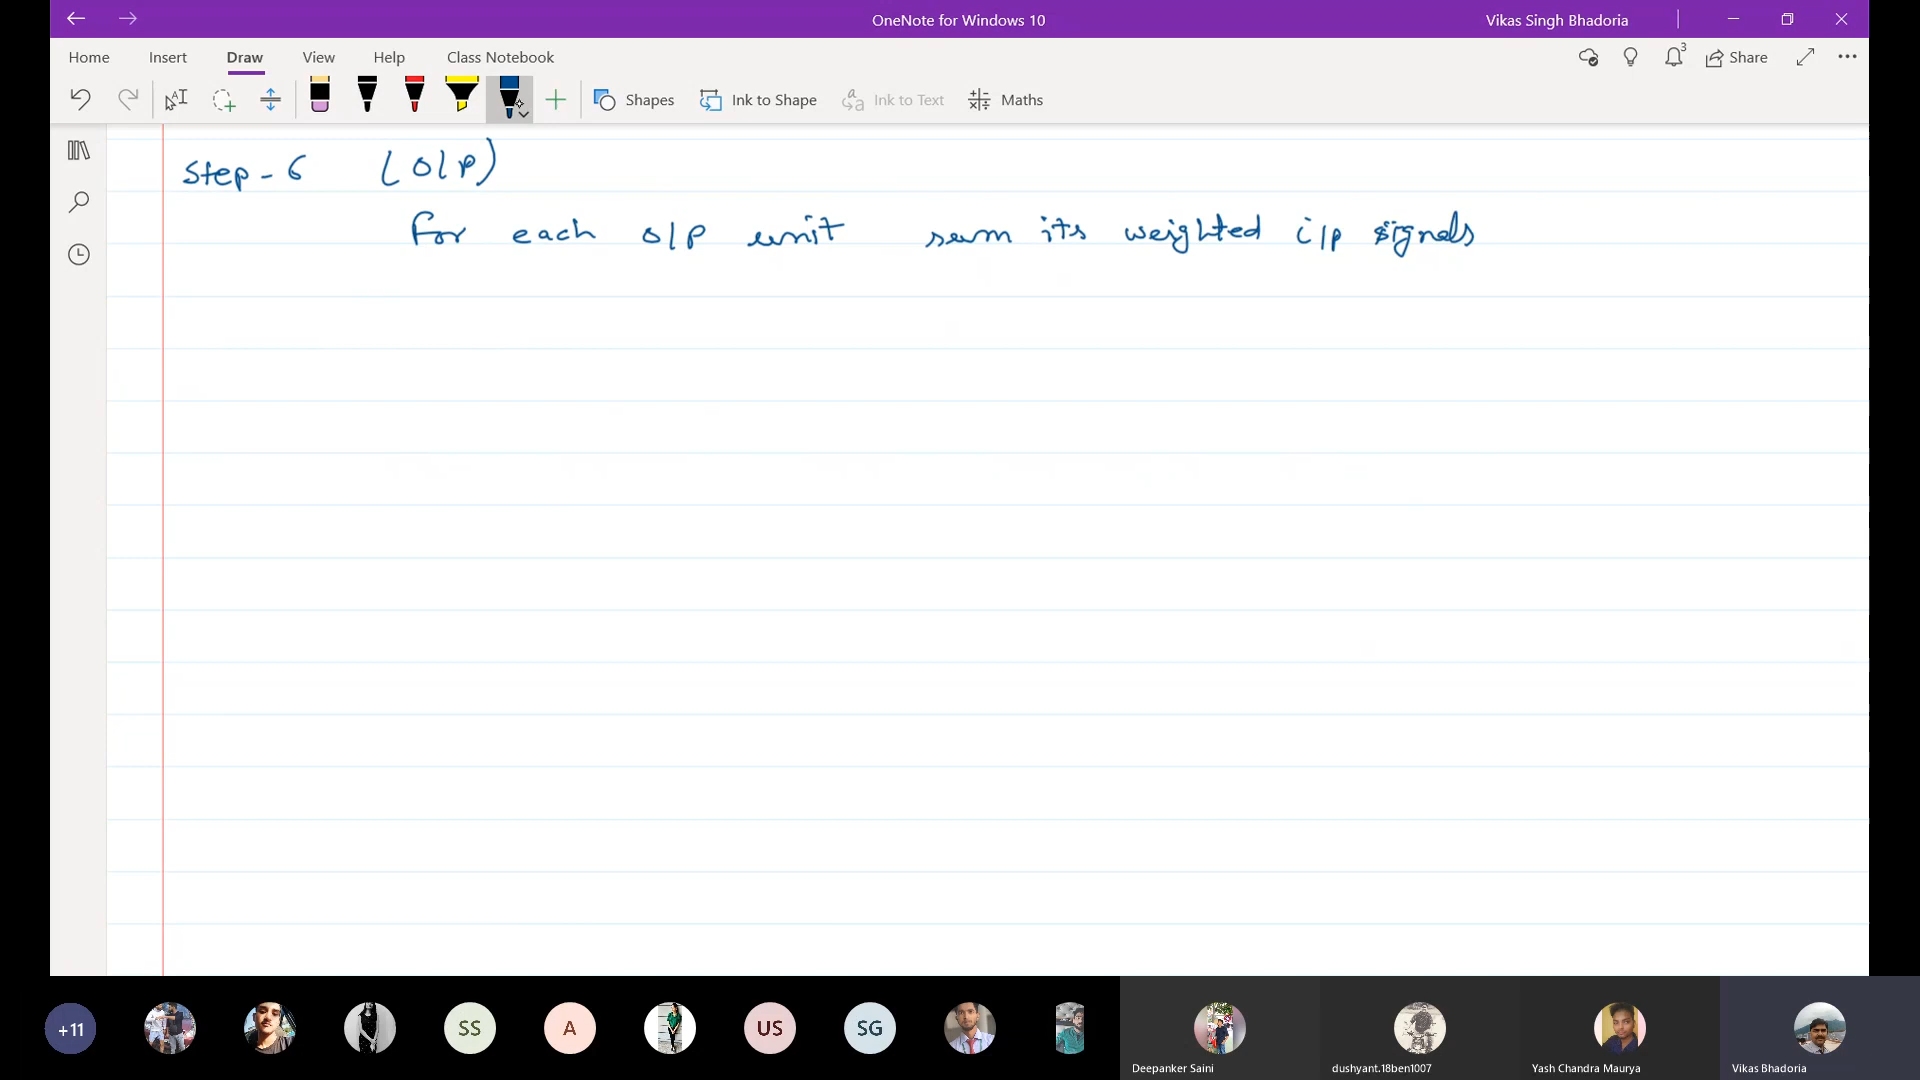 OneNote for Windows 10
Vikas Singh Bhadoria
Home Insert Draw View Help Class Notebook
3
Share
Shapes Ink to Shape Ink to Text Maths
Step - 6 (O/P)
For each o/p unit sum its weighted i/p signals
+11 SS A US SG
Deepanker Saini dushyant.18ben1007 Yash Chandra Maurya Vikas Bhadoria